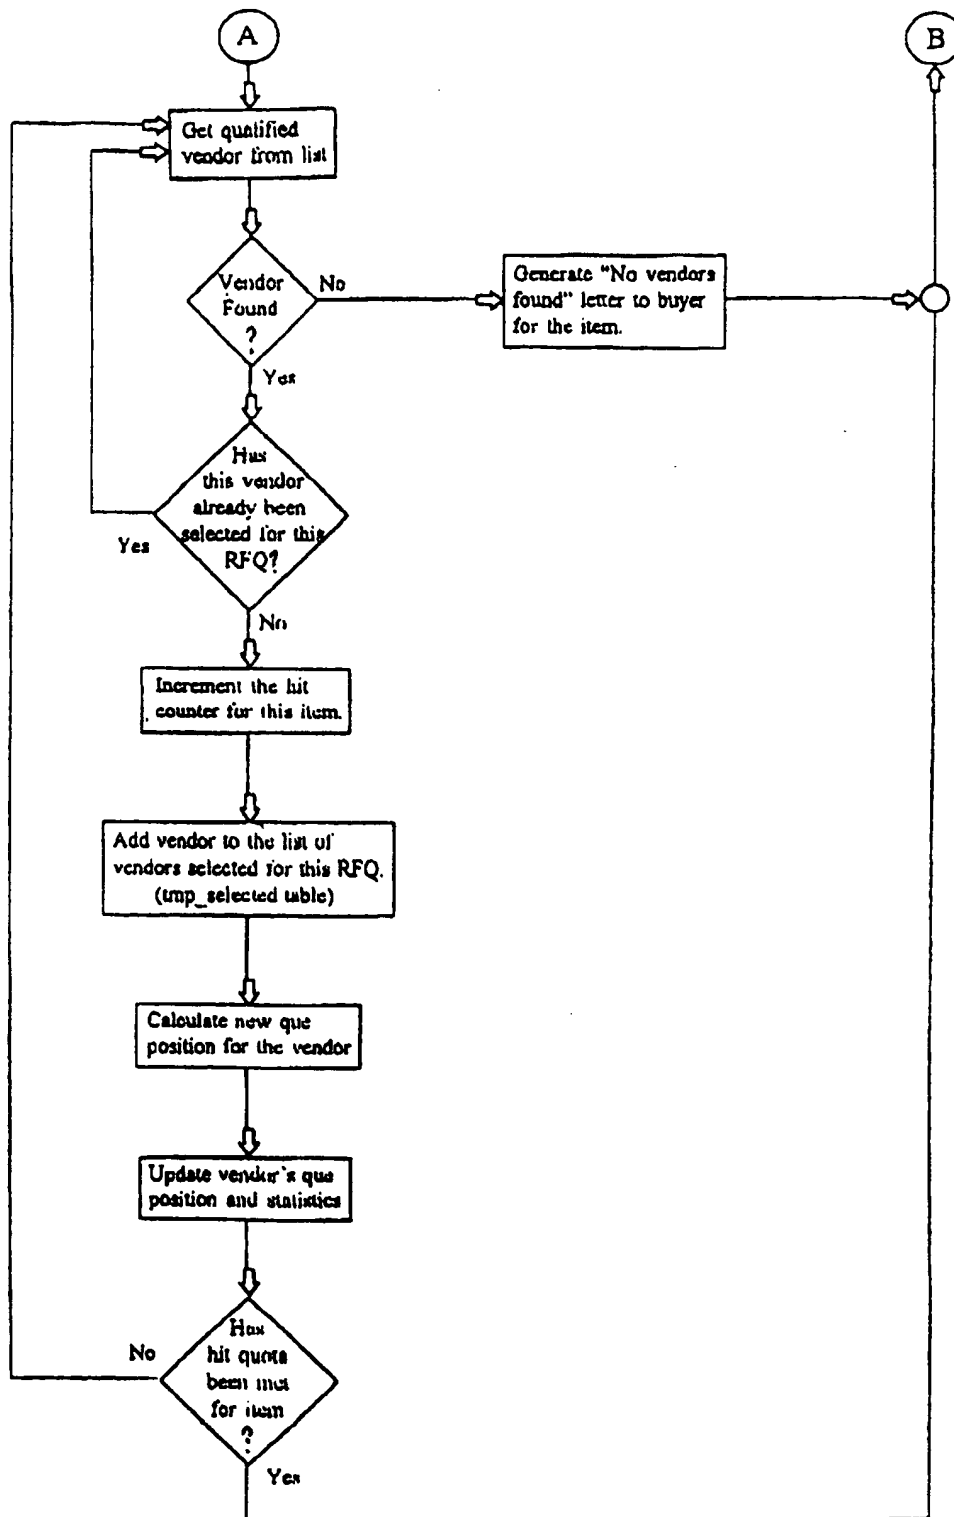 A
B
Get qualified
vendor from list
Vendor
Found
?
No
Generate "No vendors
found" letter to buyer
for the item.
Yes
Has
this vendor
already been
selected for this
RFQ?
Yes
No
Increment the hit
counter for this item.
Add vendor to the list of
vendors selected for this RFQ.
(tmp_selected table)
Calculate new que
position for the vendor
Update vendor's que
position and statistics
Has
hit quota
been met
for item
?
No
Yes